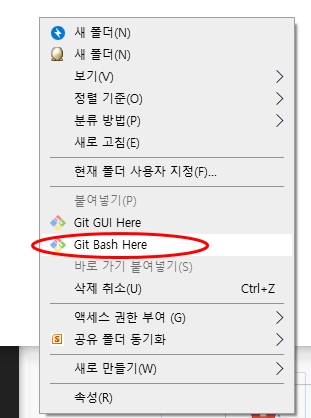 새 폴더(N)
새 폴더(N)
보기(V)
정렬 기준(O)
분류 방법(P)
새로 고침(E)
현재 폴더 사용자 지정(F)...
붙여넣기(P)
Git GUI Here
Git Bash Here
바로 가기 붙여넣기(S)
삭제 취소(U) Ctrl+Z
액세스 권한 부여 (G)
공유 폴더 동기화
새로 만들기(W)
속성(R)